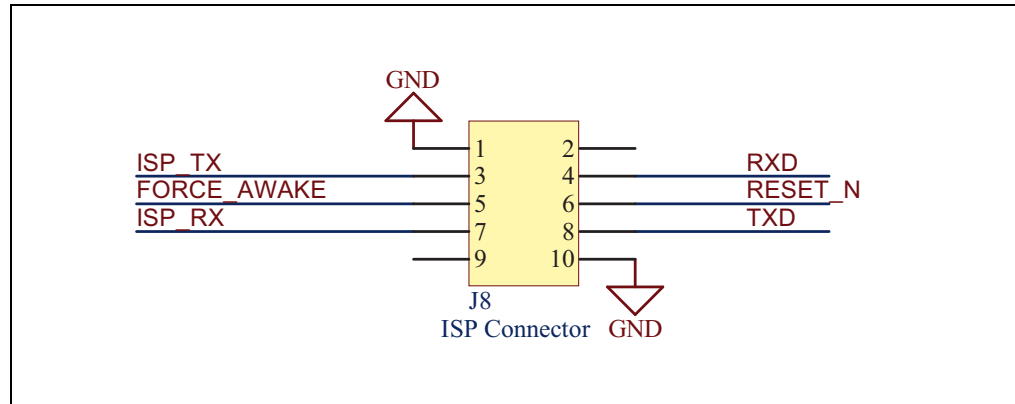 GND
1 2
ISP_TX 3 4 RXD
FORCE_AWAKE 5 6 RESET_N
ISP_RX 7 8 TXD
9 10
J8
ISP Connector GND